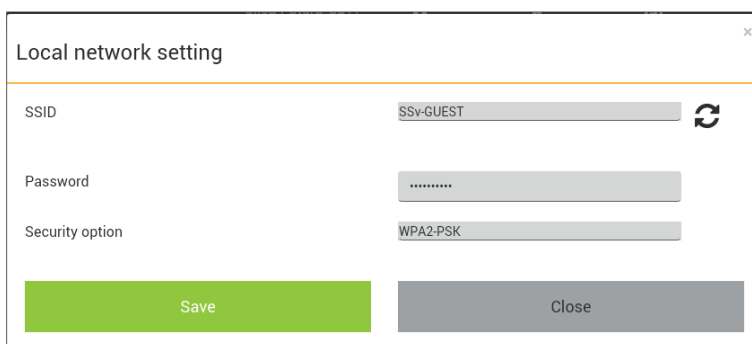 ×
Local network setting
SSID
SSv-GUEST
Password
••••••••••
Security option
WPA2-PSK
Save
Close